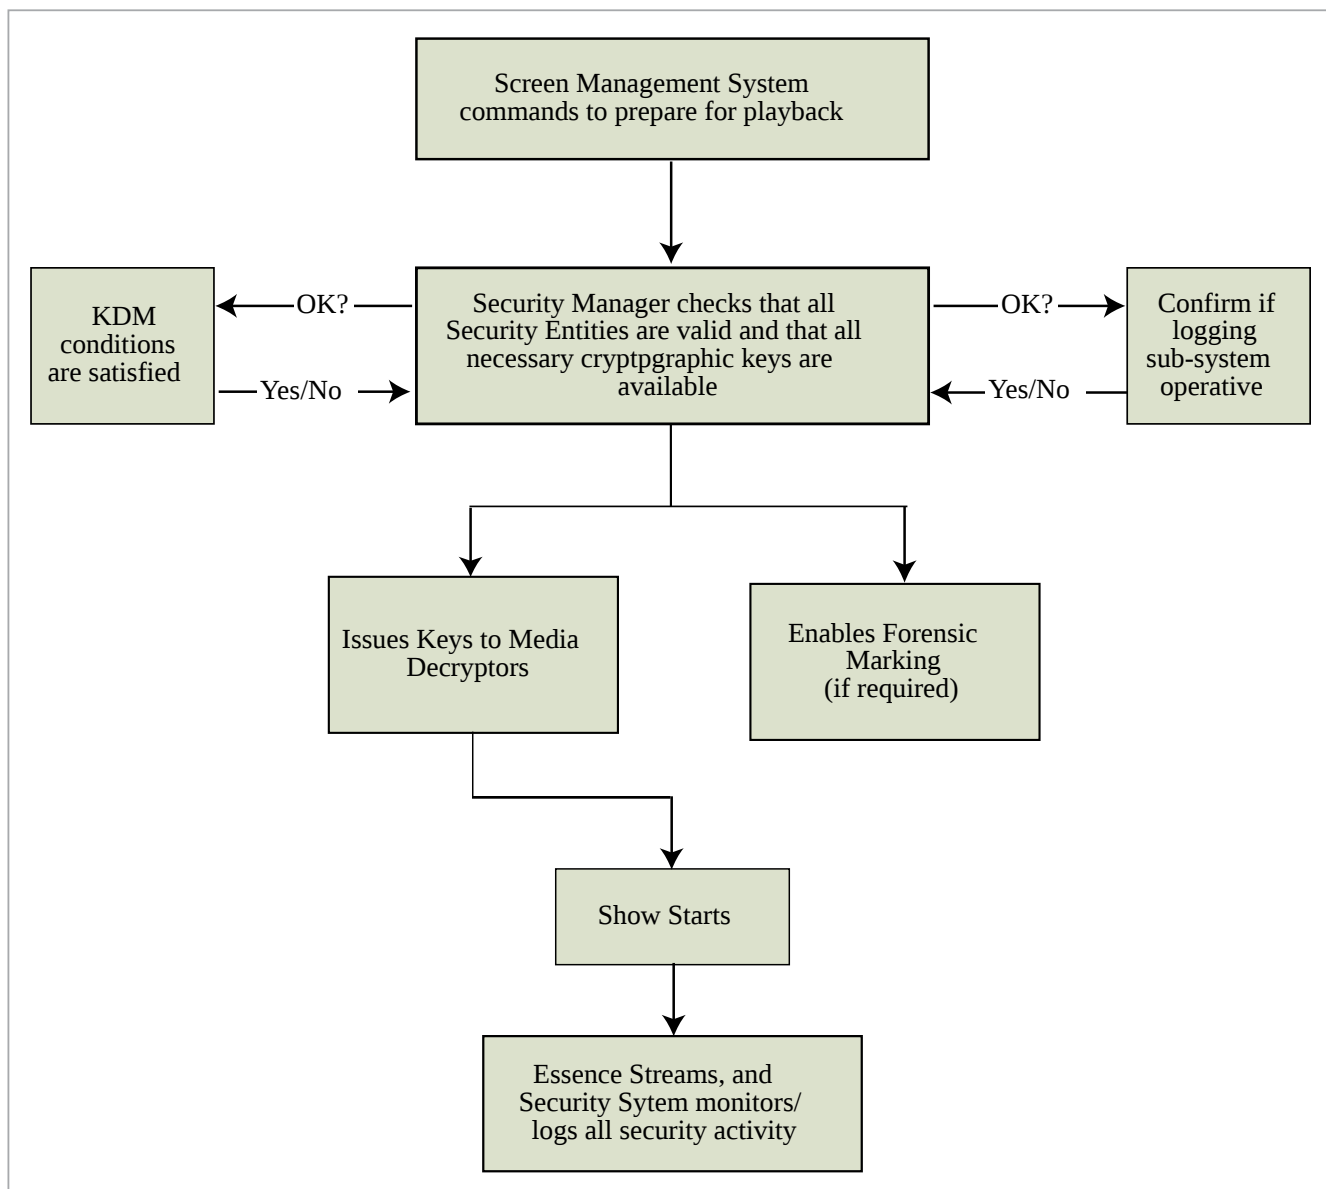 Screen Management System
commands to prepare for playback
OK?
OK?
KDM
conditions
are satisfied
Security Manager checks that all
Security Entities are valid and that all
necessary cryptpgraphic keys are
available
Confirm if
logging
sub-system
operative
Yes/No
Yes/No
Issues Keys to Media
Decryptors
Enables Forensic
Marking
(if required)
Show Starts
Essence Streams, and
Security Sytem monitors/
logs all security activity